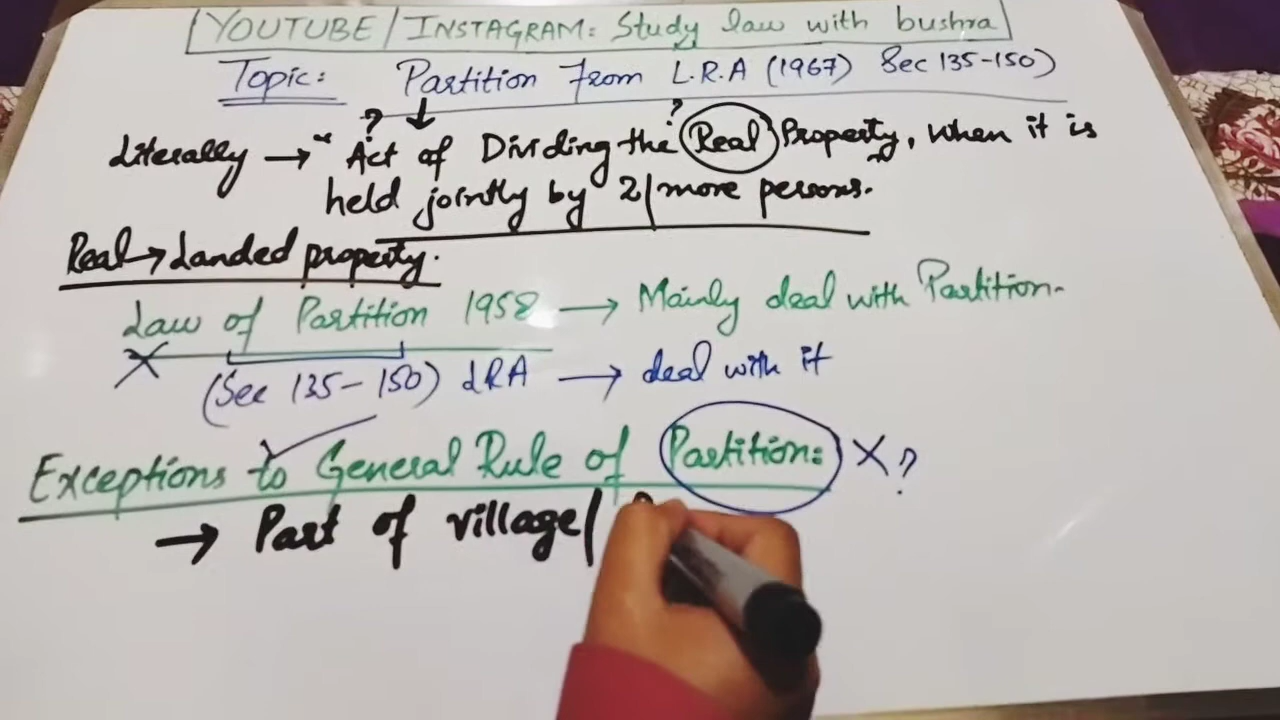 YOUTUBE/INSTAGRAM: Study law with bushra
Topic: Partition From L.R.A (1967) Sec 135-150)
? ?
Literally → " Act of Dividing the Real Property, when it is
held jointly by 2/more persons.
Real → Landed property.
Law of Partition 1958 → Mainly deal with Partition.
X (Sec 135-150) LRA → deal with it
Exceptions to General Rule of Partition: X ?
→ Part of village/